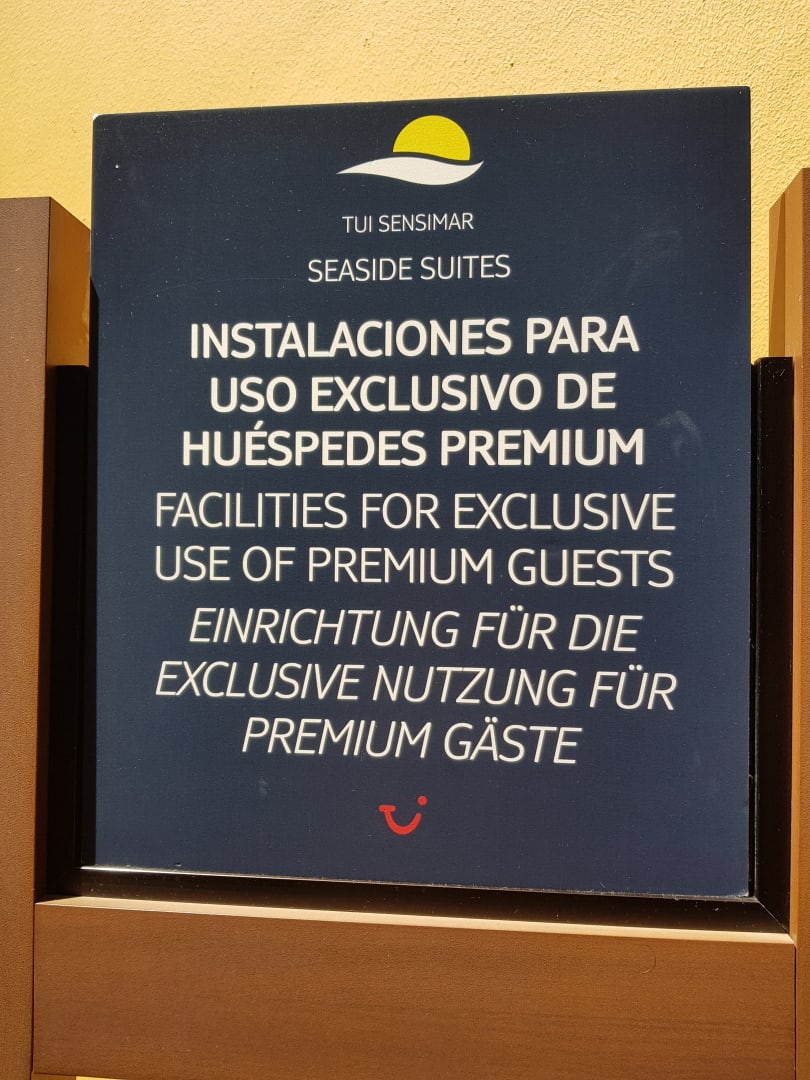 TUI SENSIMAR
SEASIDE SUITES
INSTALACIONES PARA
USO EXCLUSIVO DE
HUÉSPEDES PREMIUM
FACILITIES FOR EXCLUSIVE
USE OF PREMIUM GUESTS
EINRICHTUNG FÜR DIE
EXCLUSIVE NUTZUNG FÜR
PREMIUM GÄSTE